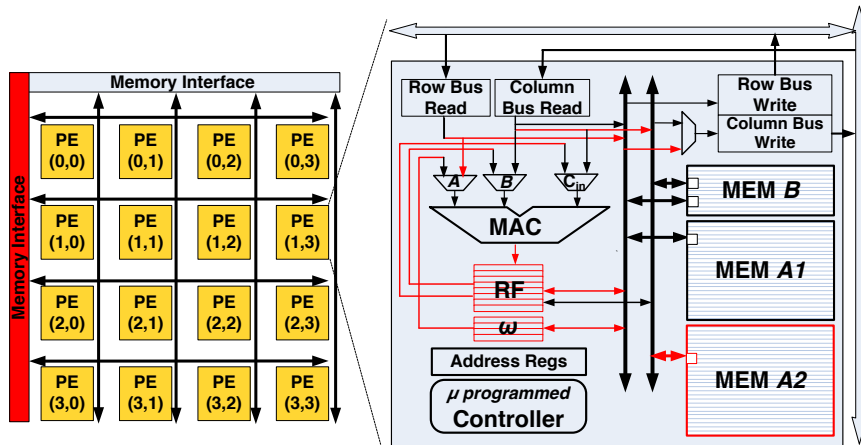 Memory Interface
Memory Interface
PE
(0,0)
PE
(0,1)
PE
(0,2)
PE
(0,3)
PE
(1,0)
PE
(1,1)
PE
(1,2)
PE
(1,3)
PE
(2,0)
PE
(2,1)
PE
(2,2)
PE
(2,3)
PE
(3,0)
PE
(3,1)
PE
(3,2)
PE
(3,3)
Row Bus
Read
Column
Bus Read
Row Bus
Write
Column Bus
Write
A
B
Cin
MAC
RF
ω
Address Regs
μ programmed
Controller
MEM B
MEM A1
MEM A2